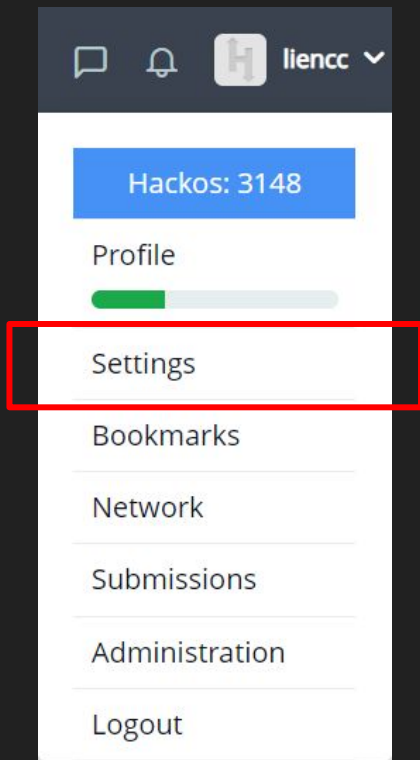 liencc
Hackos: 3148
Profile
Settings
Bookmarks
Network
Submissions
Administration
Logout